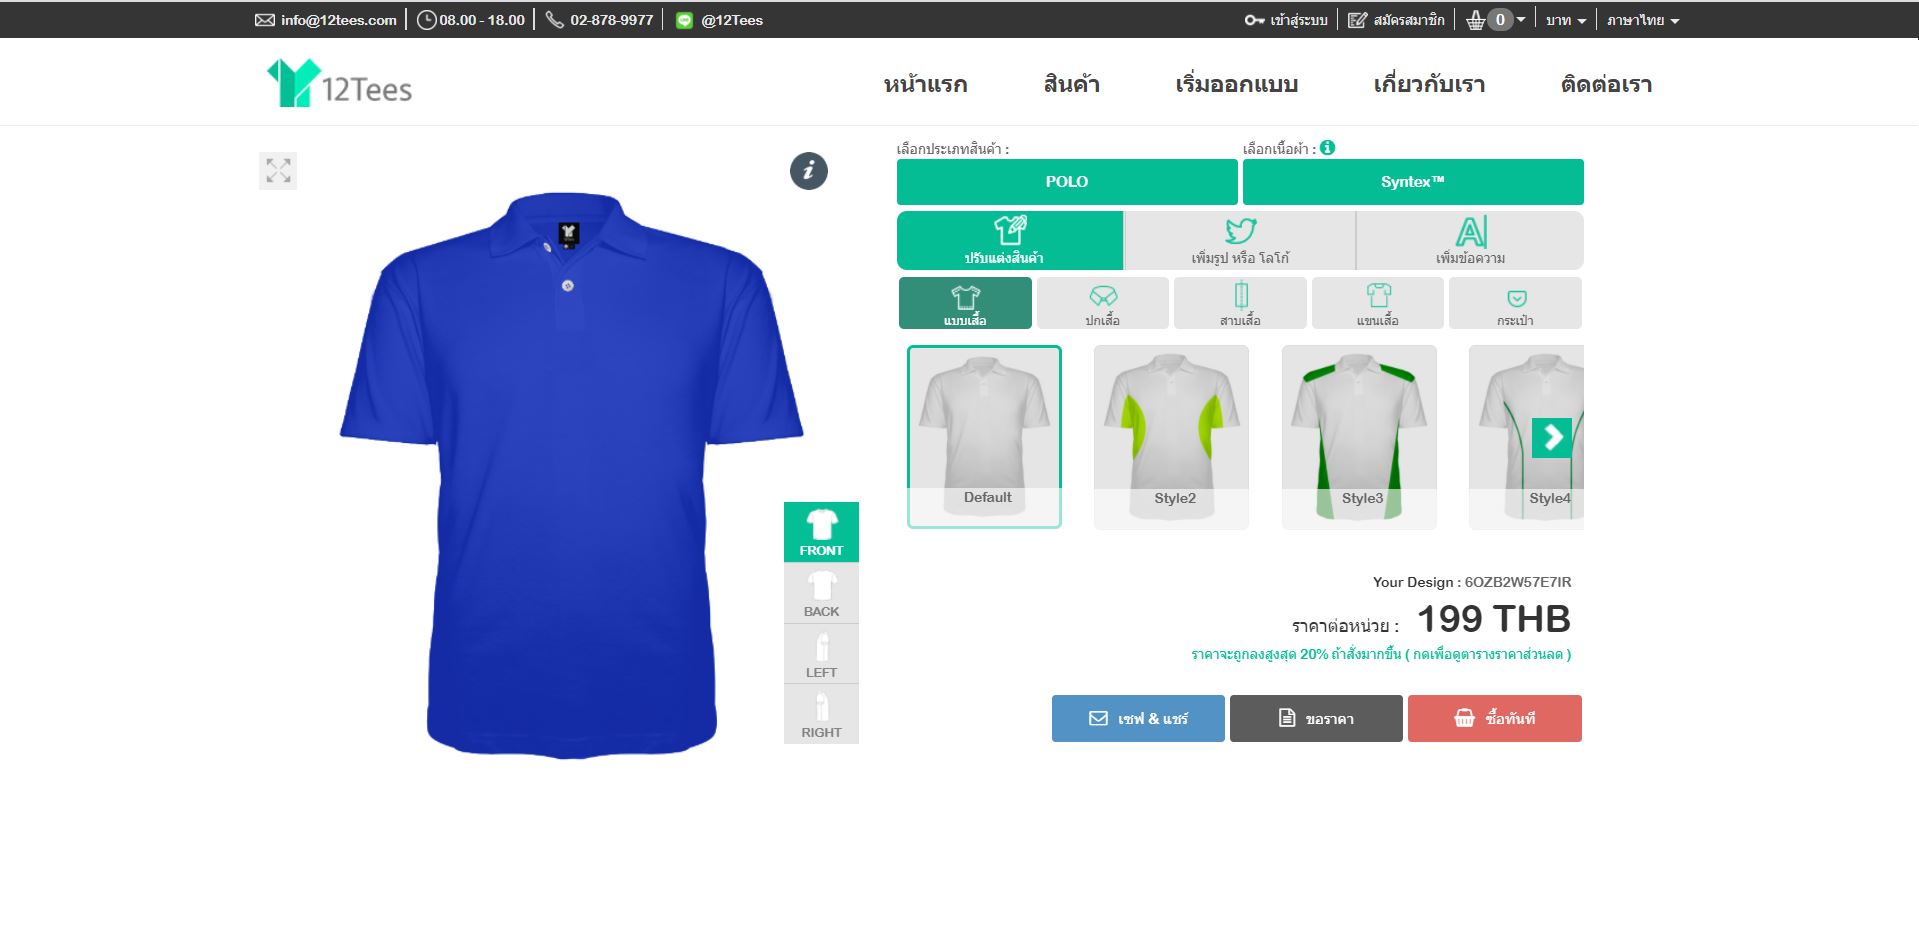 info@12tees.com 08.00 - 18.00 02-878-9977 @12Tees เข้าสู่ระบบ สมัครสมาชิก 0 บาท ภาษาไทย
12Tees หน้าแรก สินค้า เริ่มออกแบบ เกี่ยวกับเรา ติดต่อเรา
เลือกประเภทสินค้า : เลือกเนื้อผ้า :
POLO Syntex™
ปรับแต่งสินค้า เพิ่มรูป หรือ โลโก้ เพิ่มข้อความ
แบบเสื้อ ปกเสื้อ สาบเสื้อ แขนเสื้อ กระเป๋า
Default Style2 Style3 Style4
FRONT
BACK
LEFT
RIGHT
Your Design : 6OZB2W57E7IR
ราคาต่อหน่วย : 199 THB
ราคาจะถูกลงสูงสุด 20% ถ้าสั่งมากขึ้น ( กดเพื่อดูตารางราคาส่วนลด )
เซฟ & แชร์ ขอราคา ซื้อทันที